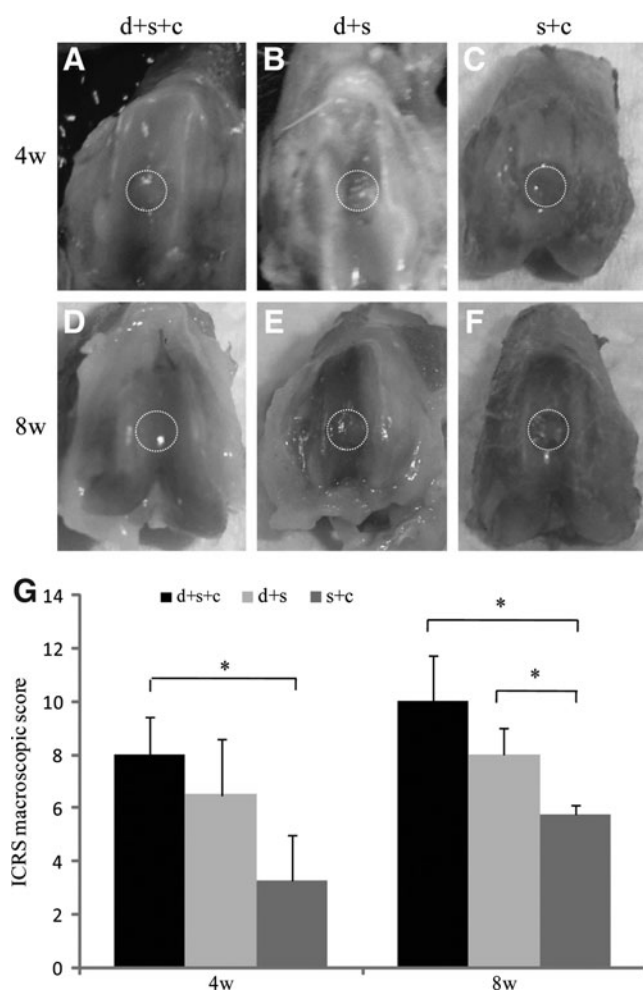 d+s+c d+s s+c
A B C
4w
D E F
8w
G
d+s+c d+s s+c
14
12
10
8
6
4
2
0
ICRS macroscopic score
* * *
4w 8w